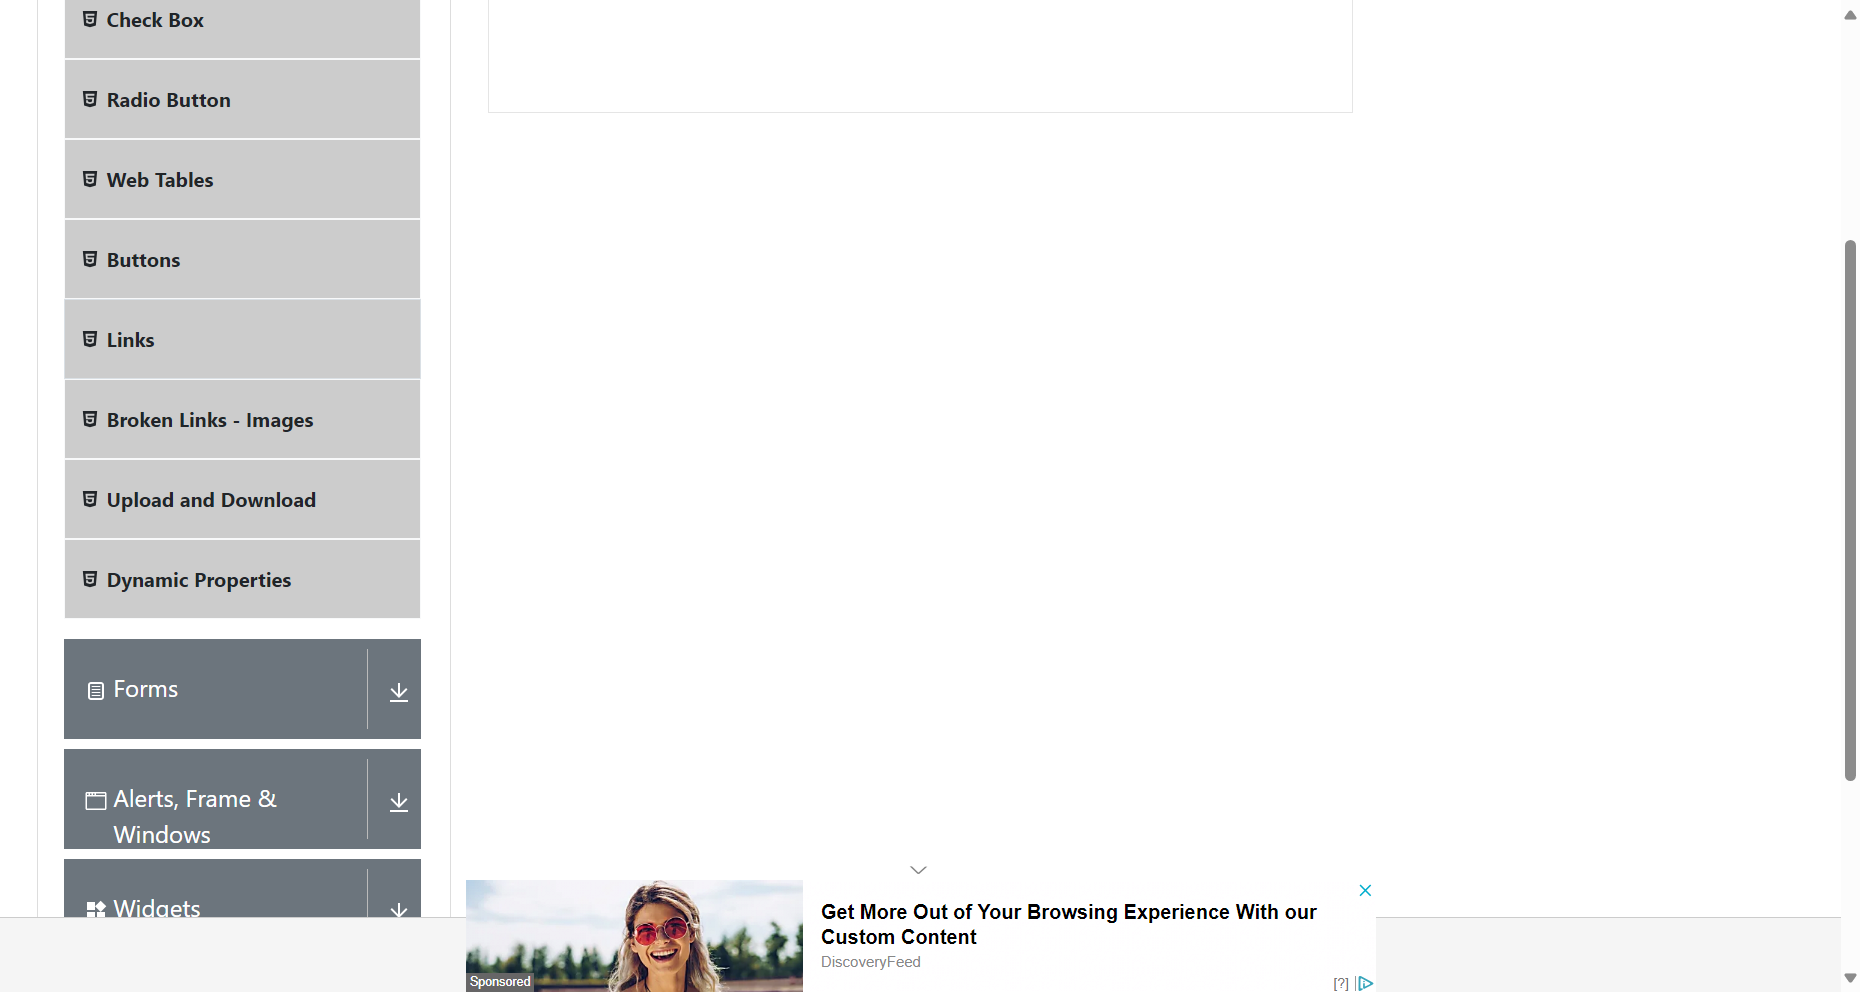 Check Box
Radio Button
Web Tables
Buttons
Links
Broken Links - Images
Upload and Download
Dynamic Properties
Forms
Alerts, Frame &
Windows
Widgets
Get More Out of Your Browsing Experience With our
Custom Content
DiscoveryFeed
Sponsored
[?]